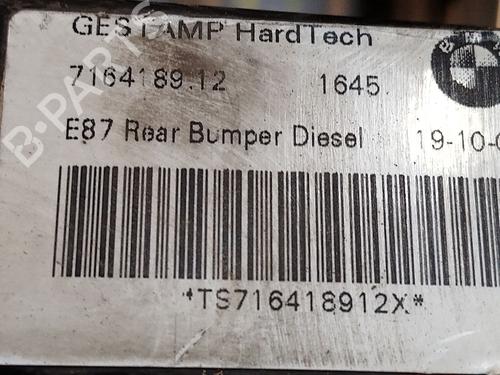 GESTAMP HardTech
7164189.12 1645.
E87 Rear Bumper Diesel 19-10-0
*TS716418912X*
B-PARTS